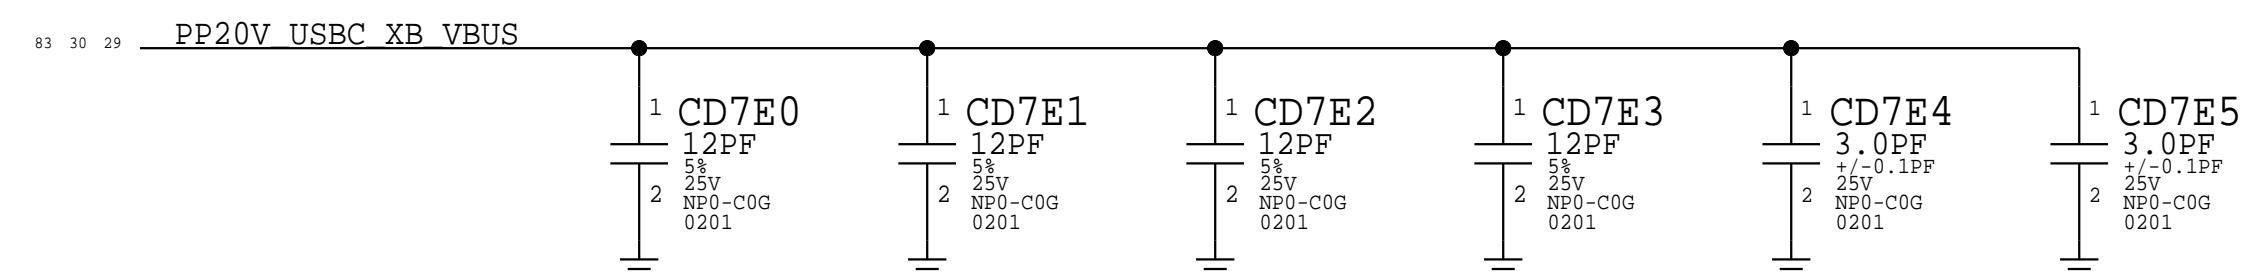 83 30 29 PP20V_USBC_XB_VBUS
1 CD7E0
12PF
5%
25V
2 NP0-C0G
0201
1 CD7E1
12PF
5%
25V
2 NP0-C0G
0201
1 CD7E2
12PF
5%
25V
2 NP0-C0G
0201
1 CD7E3
12PF
5%
25V
2 NP0-C0G
0201
1 CD7E4
3.0PF
+/-0.1PF
25V
2 NP0-C0G
0201
1 CD7E5
3.0PF
+/-0.1PF
25V
2 NP0-C0G
0201